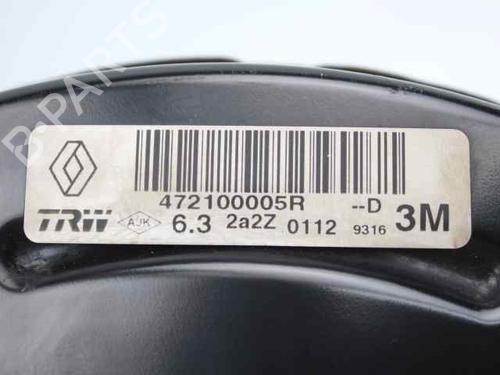 B-PARTS
472100005R --D
TRW AJK 6.3 2a2Z 0112 9316 3M